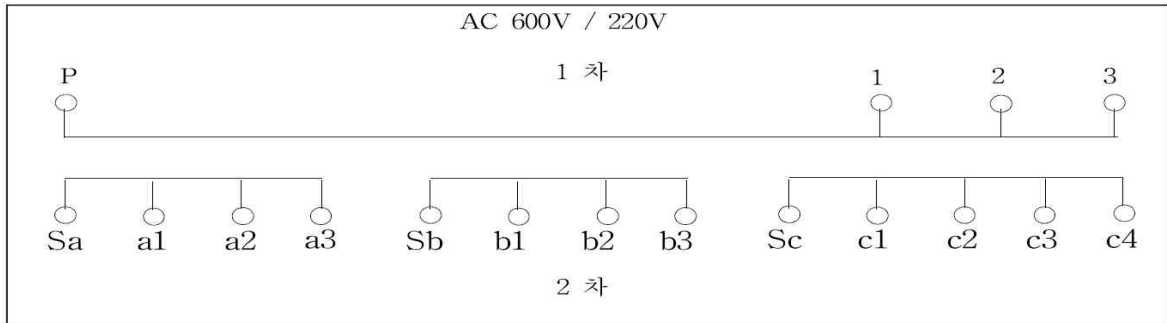 AC 600V / 220V
1 차
P 1 2 3
Sa a1 a2 a3 Sb b1 b2 b3 Sc c1 c2 c3 c4
2 차